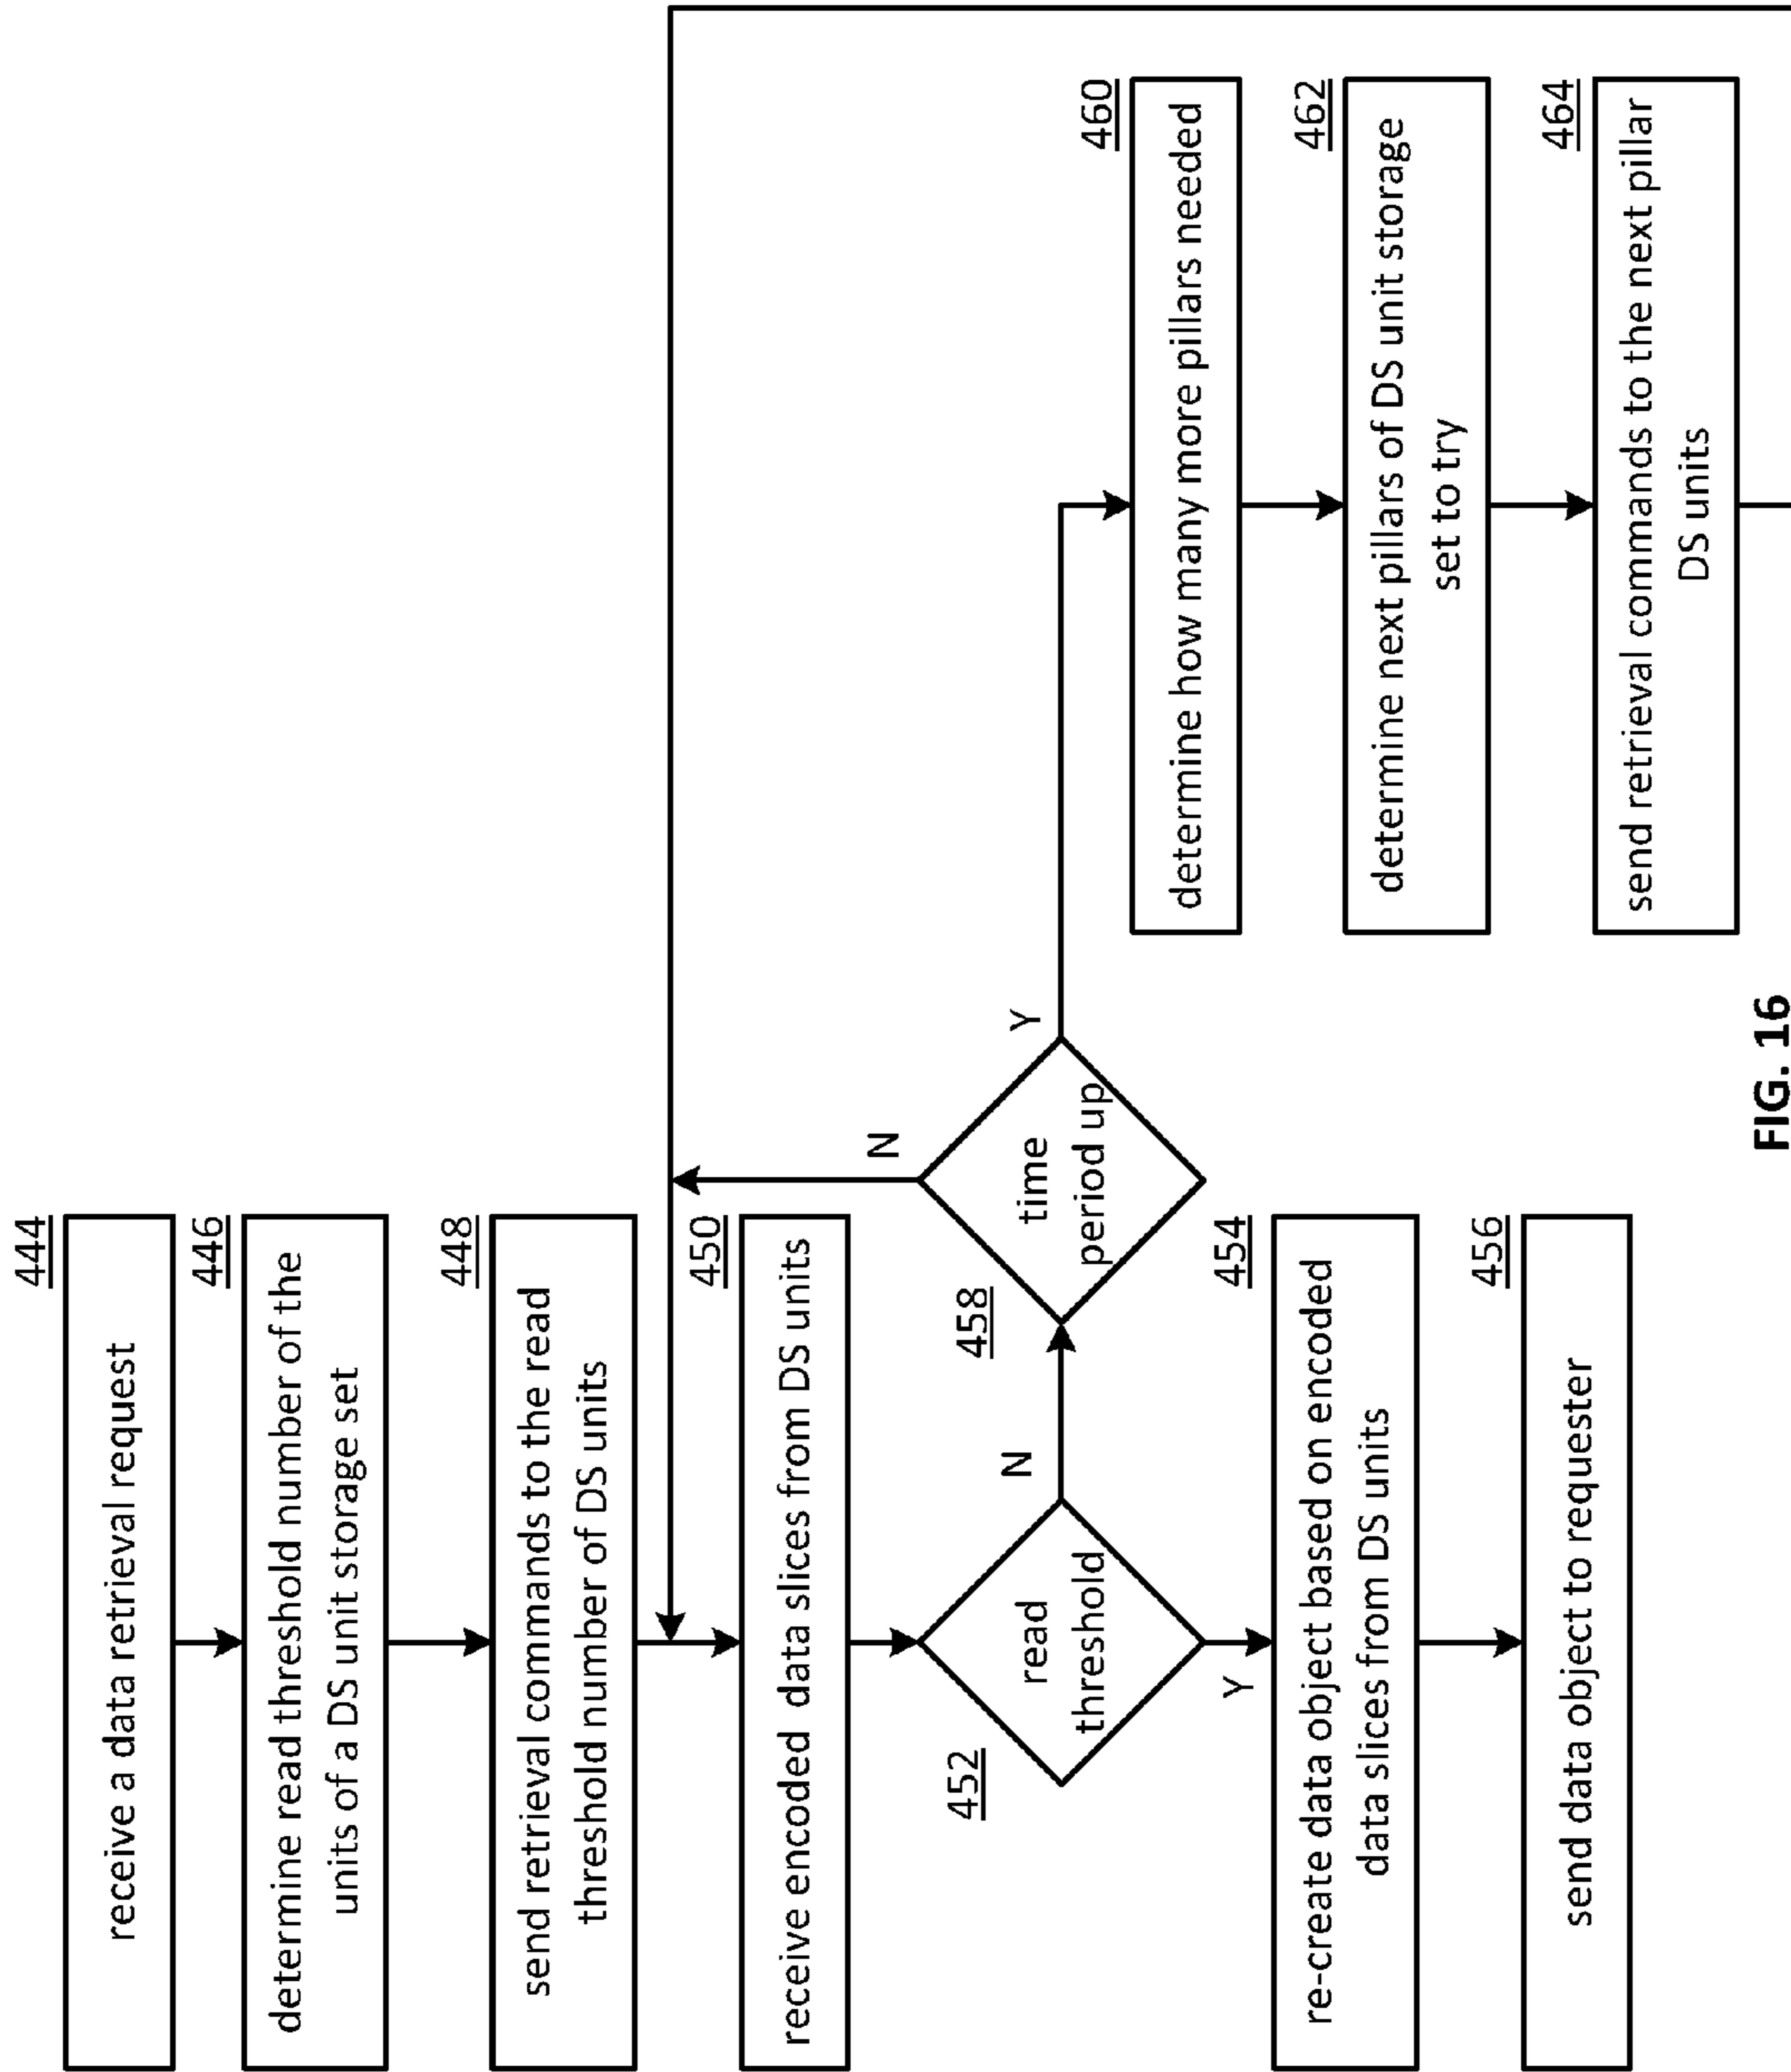 444
receive a data retrieval request
446
determine read threshold number of the
units of a DS unit storage set
448
send retrieval commands to the read
threshold number of DS units
450
receive encoded data slices from DS units
452
read
threshold
N
Y
458
time
period up
N
Y
454
re-create data object based on encoded
data slices from DS units
456
send data object to requester
460
determine how many more pillars needed
462
determine next pillars of DS unit storage
set to try
464
send retrieval commands to the next pillar
DS units
FIG. 16